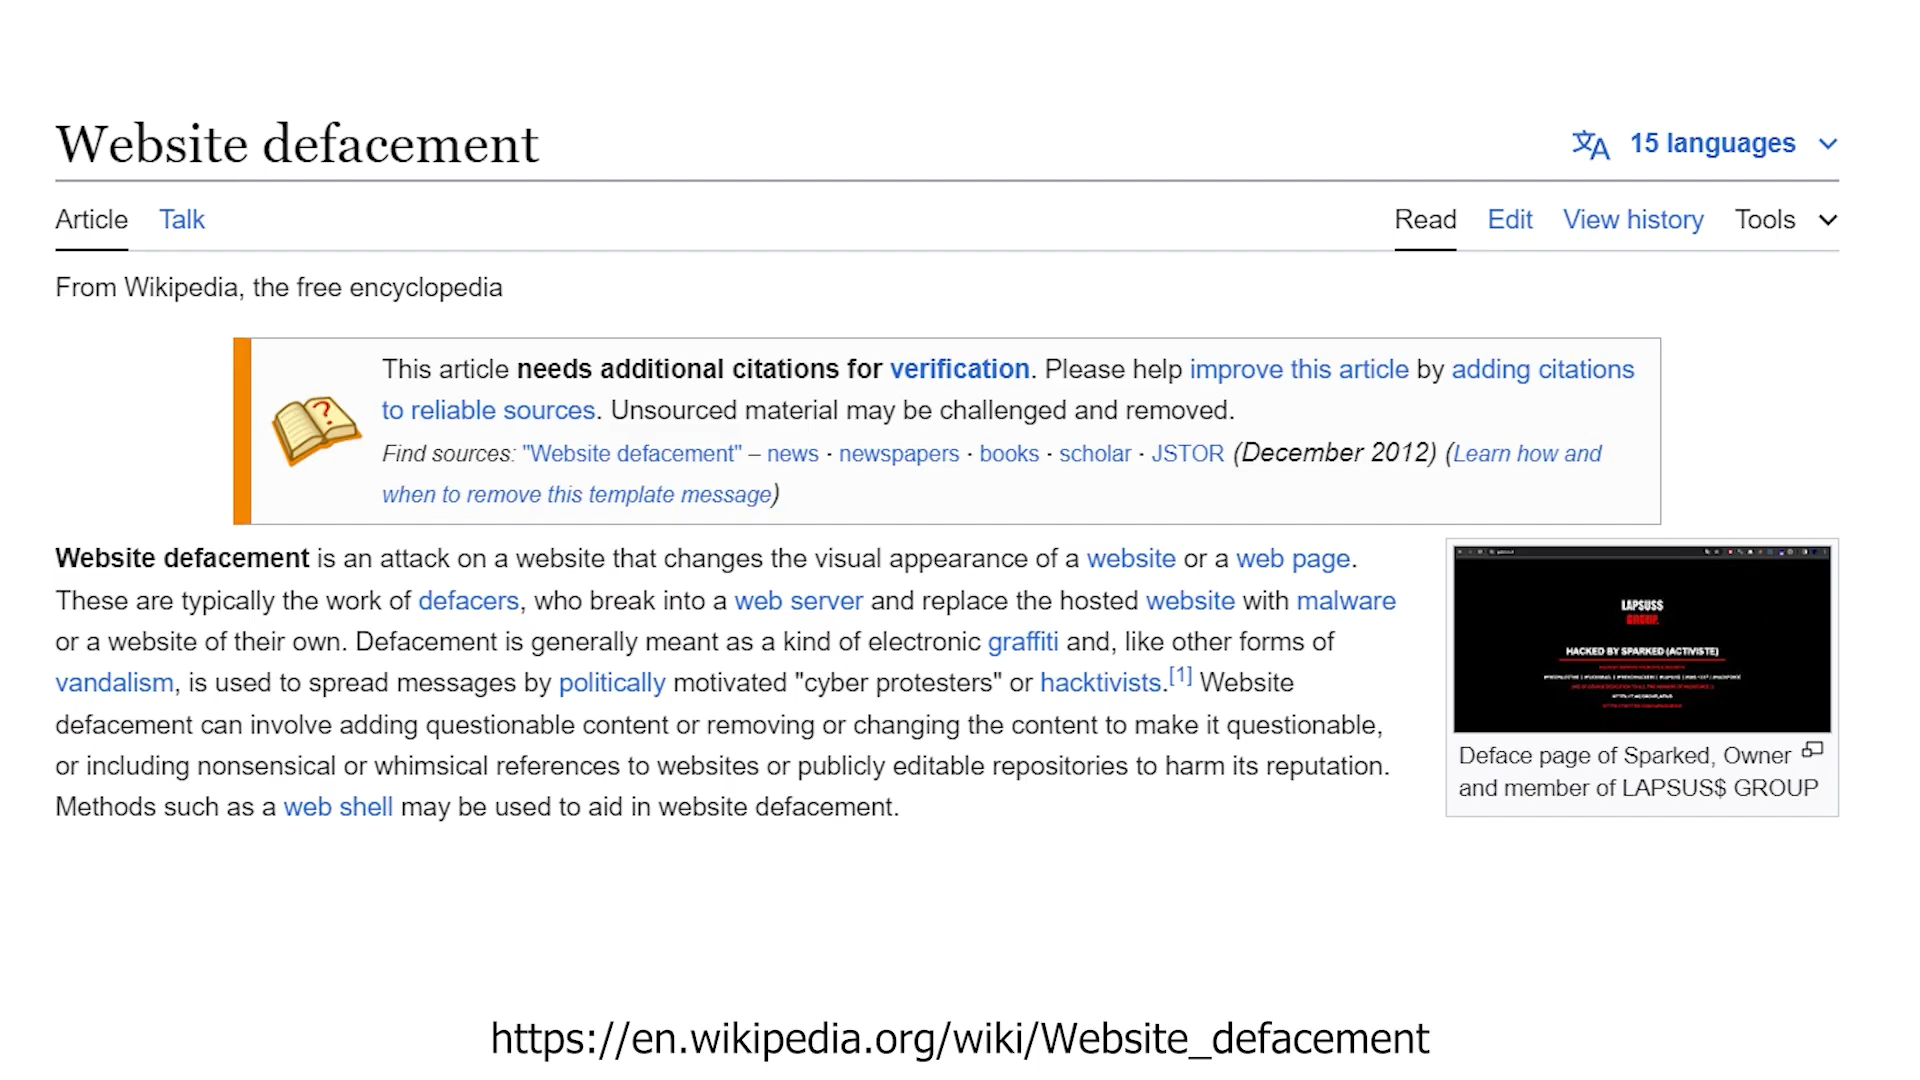 Website defacement
15 languages
Article Talk Read Edit View history Tools
From Wikipedia, the free encyclopedia
This article needs additional citations for verification. Please help improve this article by adding citations
to reliable sources. Unsourced material may be challenged and removed.
Find sources: "Website defacement" – news · newspapers · books · scholar · JSTOR (December 2012) (Learn how and
when to remove this template message)
Website defacement is an attack on a website that changes the visual appearance of a website or a web page.
These are typically the work of defacers, who break into a web server and replace the hosted website with malware
or a website of their own. Defacement is generally meant as a kind of electronic graffiti and, like other forms of
vandalism, is used to spread messages by politically motivated "cyber protesters" or hacktivists.[1] Website
defacement can involve adding questionable content or removing or changing the content to make it questionable,
or including nonsensical or whimsical references to websites or publicly editable repositories to harm its reputation.
Methods such as a web shell may be used to aid in website defacement.
LAPSUS$
GROUP.
HACKED BY SPARKED (ACTIVISTE)
Deface page of Sparked, Owner
and member of LAPSUS$ GROUP
https://en.wikipedia.org/wiki/Website_defacement